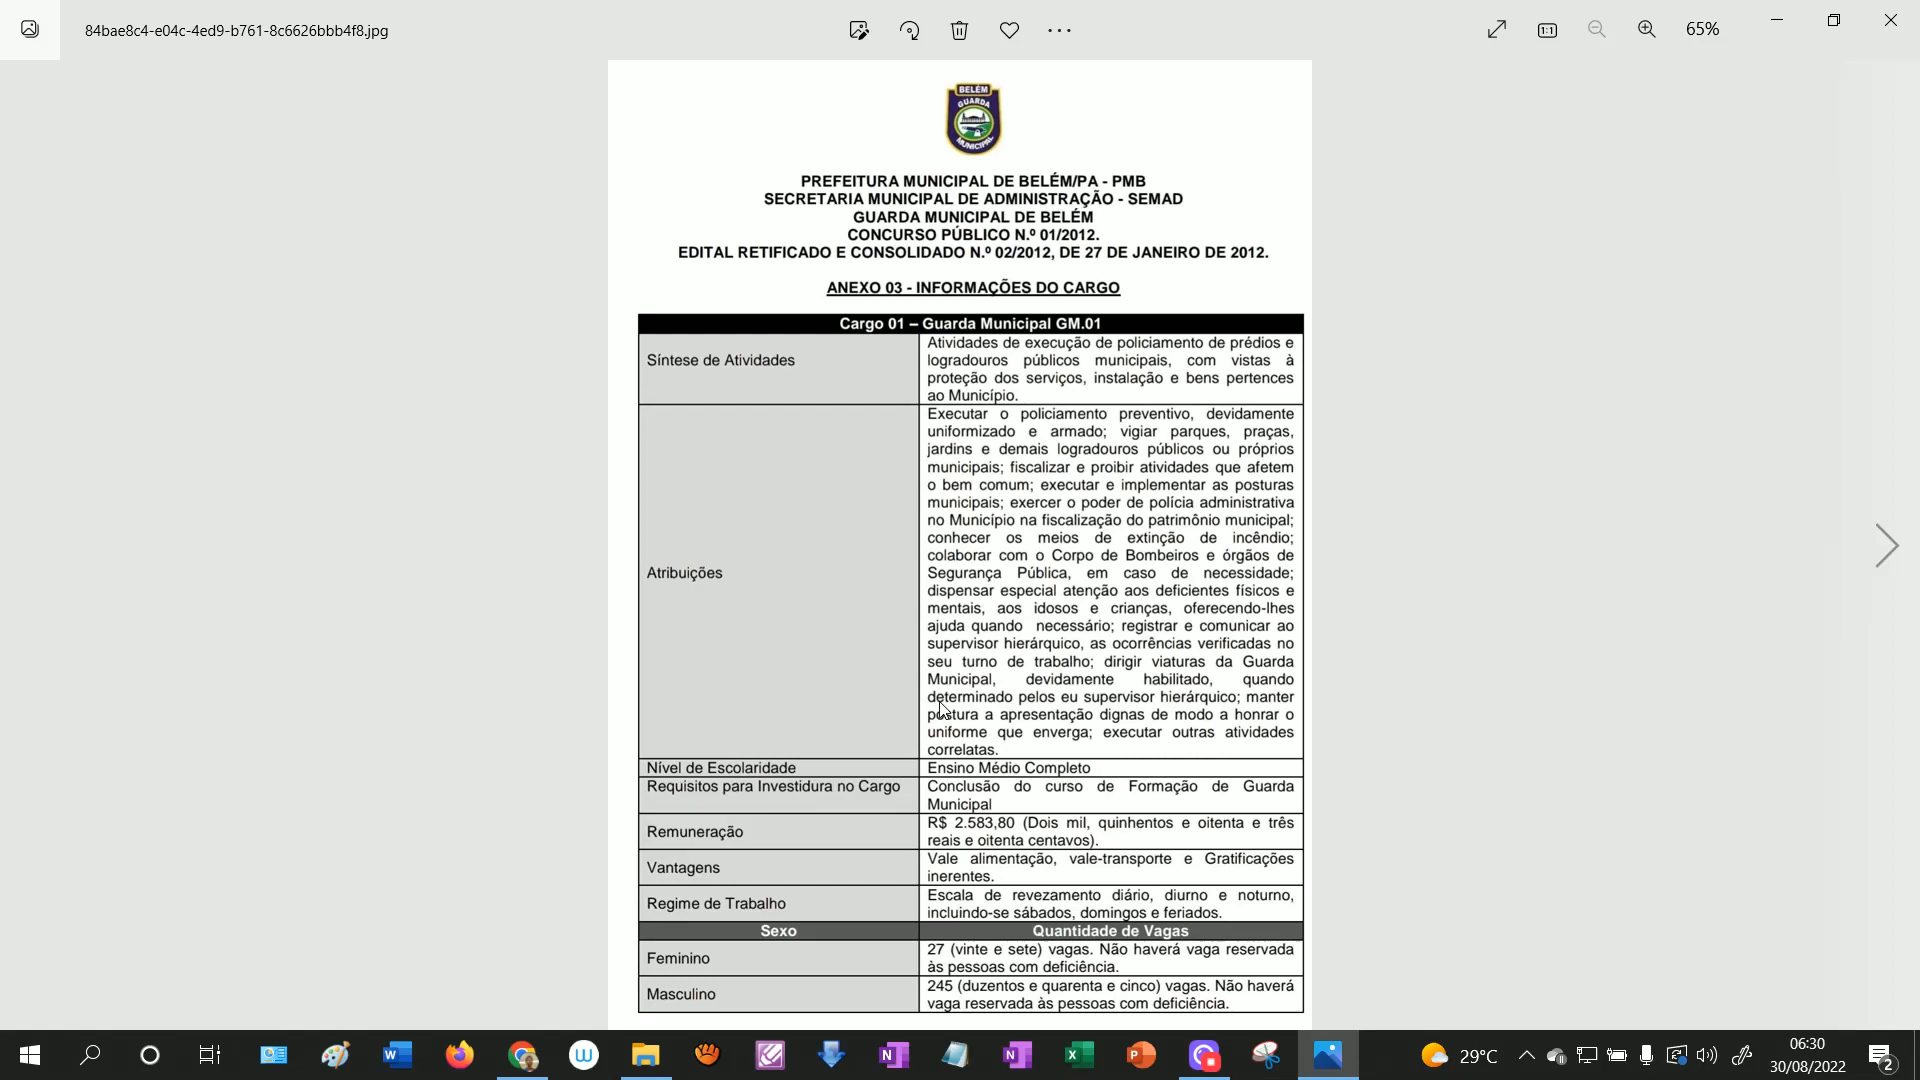 84bae8c4-e04c-4ed9-b761-8c6626bbb4f8.jpg
65%
BELÉM
GUARDA
MUNICIPAL
PREFEITURA MUNICIPAL DE BELÉM/PA - PMB
SECRETARIA MUNICIPAL DE ADMINISTRAÇÃO - SEMAD
GUARDA MUNICIPAL DE BELÉM
CONCURSO PÚBLICO N.º 01/2012.
EDITAL RETIFICADO E CONSOLIDADO N.º 02/2012, DE 27 DE JANEIRO DE 2012.
ANEXO 03 - INFORMAÇÕES DO CARGO
Cargo 01 – Guarda Municipal GM.01
Síntese de Atividades
Atividades de execução de policiamento de prédios e
logradouros públicos municipais, com vistas à
proteção dos serviços, instalação e bens pertences
ao Município.
Atribuições
Executar o policiamento preventivo, devidamente
uniformizado e armado; vigiar parques, praças,
jardins e demais logradouros públicos ou próprios
municipais; fiscalizar e proibir atividades que afetem
o bem comum; executar e implementar as posturas
municipais; exercer o poder de polícia administrativa
no Município na fiscalização do patrimônio municipal;
conhecer os meios de extinção de incêndio;
colaborar com o Corpo de Bombeiros e órgãos de
Segurança Pública, em caso de necessidade;
dispensar especial atenção aos deficientes físicos e
mentais, aos idosos e crianças, oferecendo-lhes
ajuda quando necessário; registrar e comunicar ao
supervisor hierárquico, as ocorrências verificadas no
seu turno de trabalho; dirigir viaturas da Guarda
Municipal, devidamente habilitado, quando
determinado pelos eu supervisor hierárquico; manter
postura a apresentação dignas de modo a honrar o
uniforme que enverga; executar outras atividades
correlatas.
Nível de Escolaridade
Ensino Médio Completo
Requisitos para Investidura no Cargo
Conclusão do curso de Formação de Guarda
Municipal
Remuneração
R$ 2.583,80 (Dois mil, quinhentos e oitenta e três
reais e oitenta centavos).
Vantagens
Vale alimentação, vale-transporte e Gratificações
inerentes.
Regime de Trabalho
Escala de revezamento diário, diurno e noturno,
incluindo-se sábados, domingos e feriados.
Sexo
Quantidade de Vagas
Feminino
27 (vinte e sete) vagas. Não haverá vaga reservada
às pessoas com deficiência.
Masculino
245 (duzentos e quarenta e cinco) vagas. Não haverá
vaga reservada às pessoas com deficiência.
29°C
06:30
30/08/2022
2